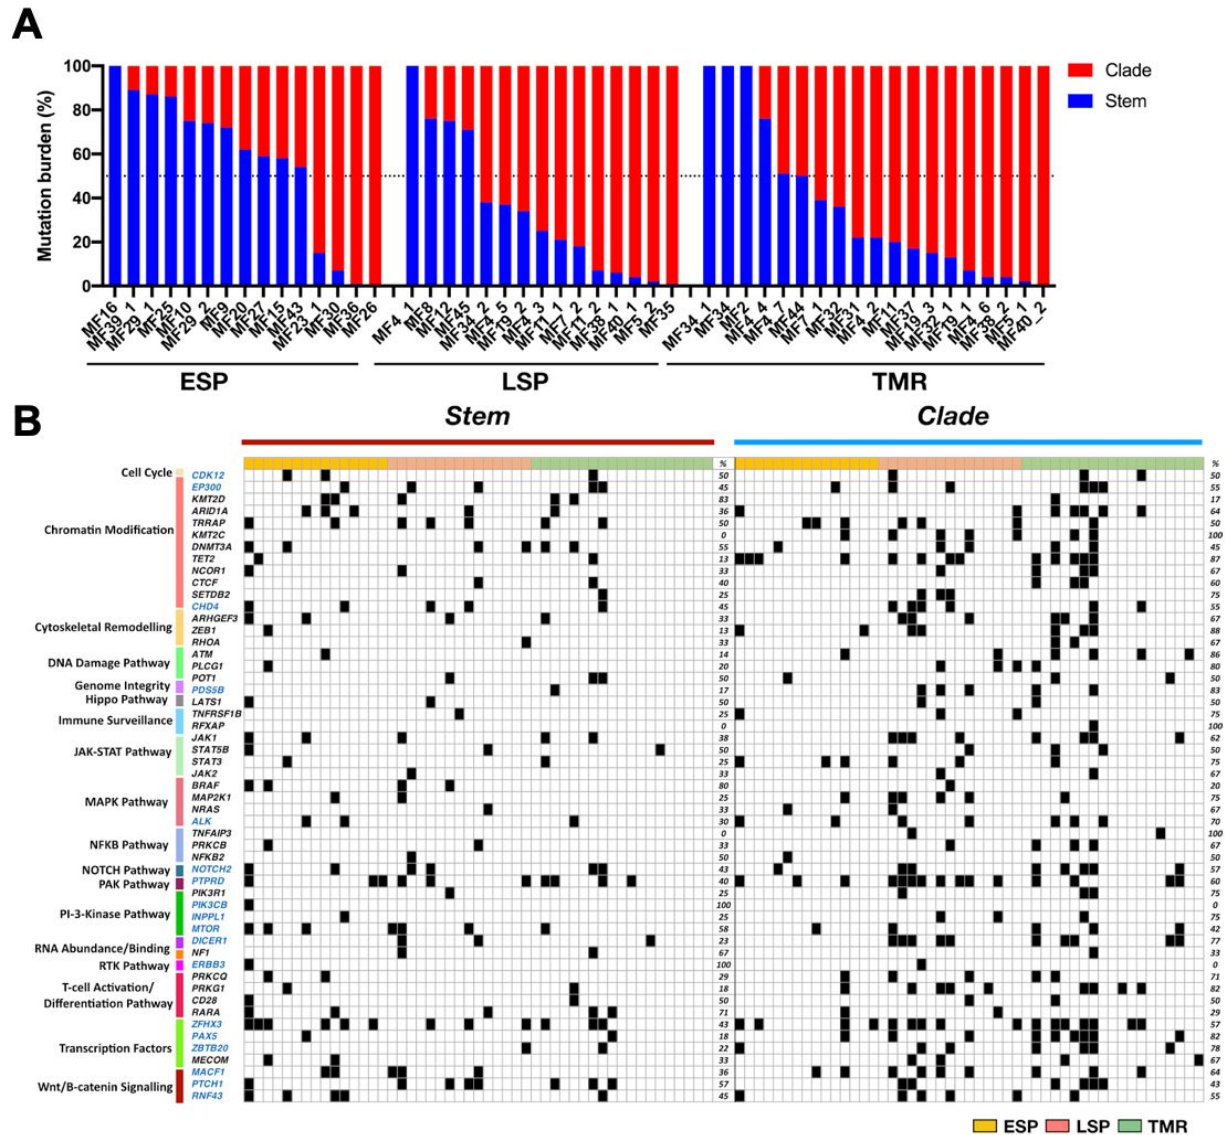 A
Clade
Stem
Mutation burden (%)
100
80
60
40
20
0
MF16
MF39_1
MF29_1
MF25
MF10
MF29_2
MF9
MF20
MF27
MF15
MF43
MF23_1
MF30
MF36
MF26
MF4_1
MF8
MF12
MF45
MF34_2
MF4_5
MF19_2
MF4_3
MF11_1
MF7_2
MF11_2
MF38_1
MF40_1
MF5_2
MF35
MF34_1
MF34
MF2
MF4_4
MF4_7
MF44
MF7_1
MF32
MF31
MF4_2
MF11
MF37
MF19_3
MF32_1
MF19_1
MF4_6
MF38_2
MF5_1
MF40_2
ESP LSP TMR
B
Stem Clade
% %
Cell Cycle CDK12 50 50
EP300 45 55
KMT2D 83 17
ARID1A 36 64
Chromatin Modification TRRAP 50 50
KMT2C 0 100
DNMT3A 55 45
TET2 13 87
NCOR1 33 67
CTCF 40 60
SETDB2 25 75
CHD4 45 55
ARHGEF3 33 67
Cytoskeletal Remodelling ZEB1 13 88
RHOA 33 67
ATM 14 86
DNA Damage Pathway PLCG1 20 80
POT1 50 50
Genome Integrity PDS5B 17 83
Hippo Pathway LATS1 50 50
TNFRSF1B 25 75
Immune Surveillance RFXAP 0 100
JAK1 38 62
JAK-STAT Pathway STAT5B 50 50
STAT3 25 75
JAK2 33 67
BRAF 80 20
MAPK Pathway MAP2K1 25 75
NRAS 33 67
ALK 30 70
TNFAIP3 0 100
NFKB Pathway PRKCB 33 67
NFKB2 50 50
NOTCH Pathway NOTCH2 43 57
PAK Pathway PTPRD 40 60
PIK3R1 25 75
PI-3-Kinase Pathway PIK3CB 100 0
INPPL1 25 75
MTOR 58 42
RNA Abundance/Binding DICER1 23 77
NF1 67 33
RTK Pathway ERBB3 100 0
PRKCQ 29 71
T-cell Activation/ PRKG1 18 82
Differentiation Pathway CD28 50 50
RARA 71 29
ZFHX3 43 57
PAX5 18 82
Transcription Factors ZBTB20 22 78
MECOM 33 67
MACF1 36 64
Wnt/B-catenin Signalling PTCH1 57 43
RNF43 45 55
ESP LSP TMR